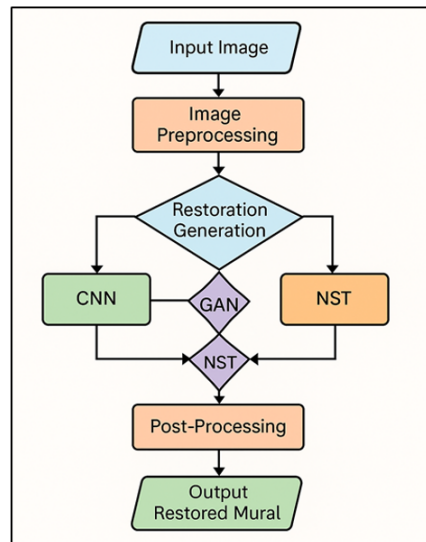 Input Image
Image
Preprocessing
Restoration
Generation
CNN
GAN
NST
NST
Post-Processing
Output
Restored Mural